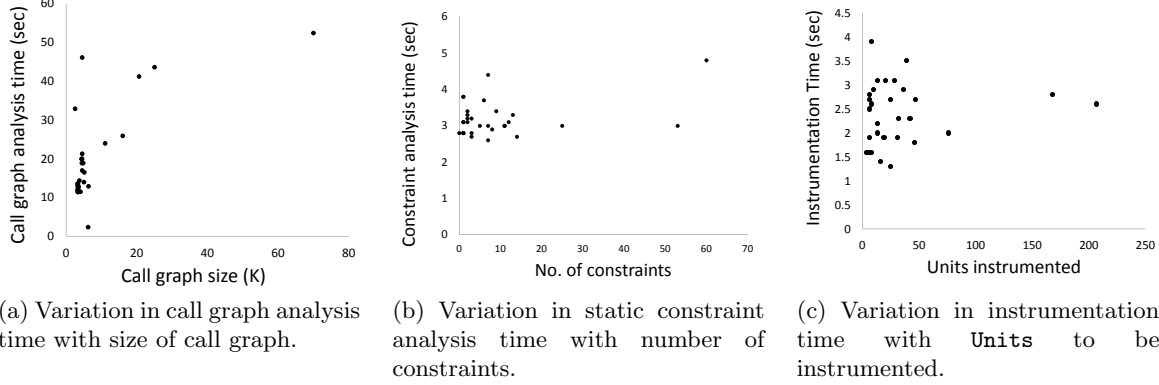 60
50
40
30
20
10
0
0 20 40 60 80
Call graph analysis time (sec)
Call graph size (K)
6
5
4
3
2
1
0
0 10 20 30 40 50 60 70
Constraint analysis time (sec)
No. of constraints
4.5
4
3.5
3
2.5
2
1.5
1
0.5
0
0 50 100 150 200 250
Instrumentation Time (sec)
Units instrumented
(a) Variation in call graph analysis
time with size of call graph.
(b) Variation in static constraint
analysis time with number of
constraints.
(c) Variation in instrumentation
time with Units to be
instrumented.